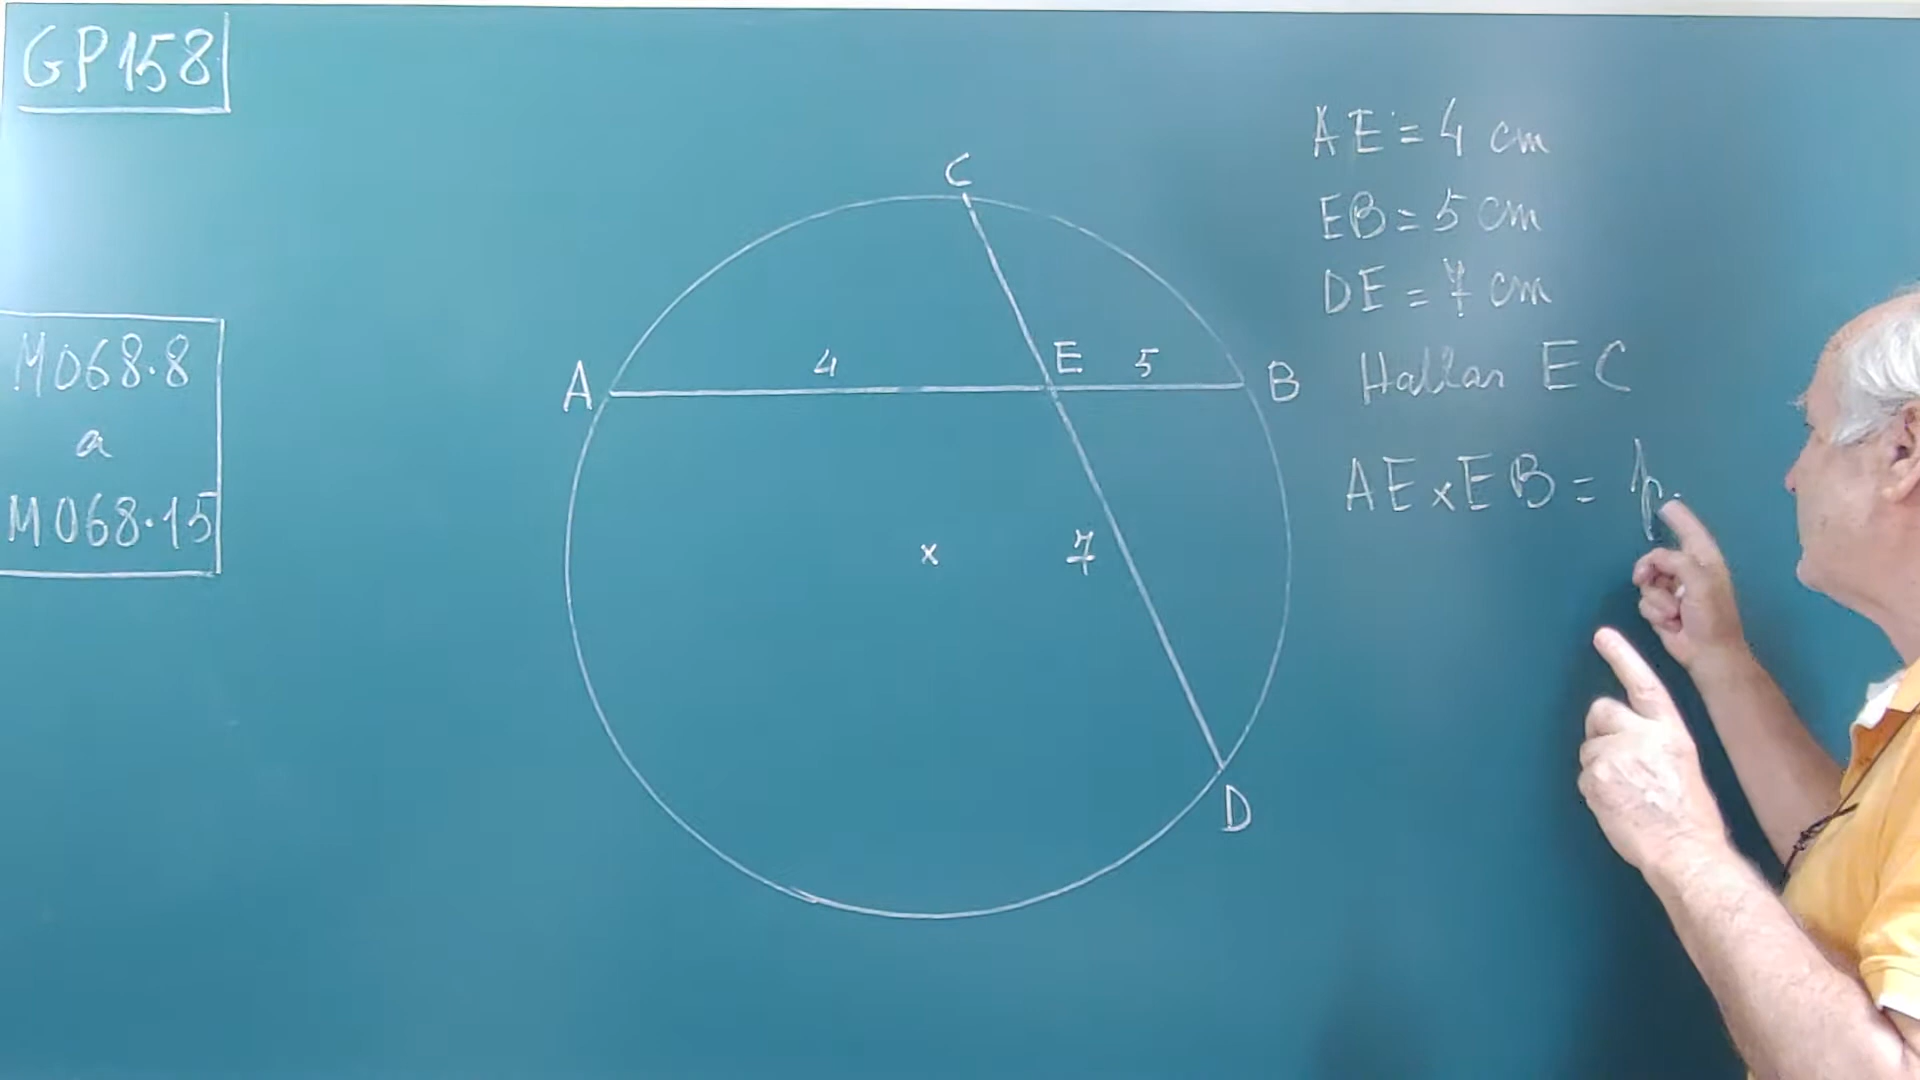 GP158
M068.8
a
M068.15
C
A
4
E
5
B
x
7
D
AE = 4 cm
EB = 5 cm
DE = 7 cm
Hallar EC
AE x EB = p.